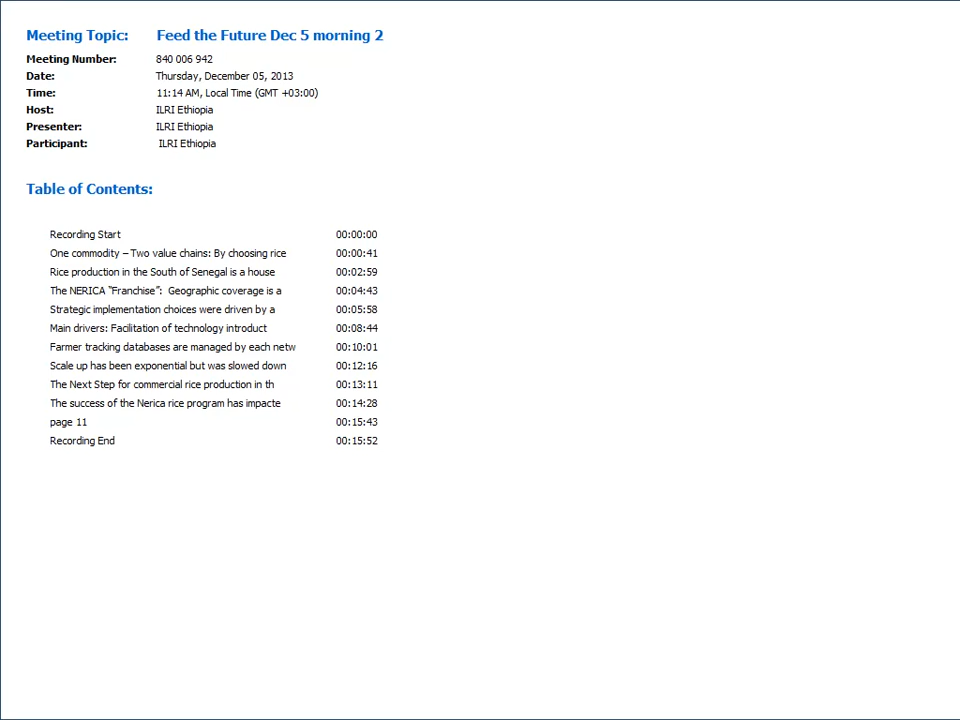 Meeting Topic: Feed the Future Dec 5 morning 2
Meeting Number: 840 006 942
Date: Thursday, December 05, 2013
Time: 11:14 AM, Local Time (GMT +03:00)
Host: ILRI Ethiopia
Presenter: ILRI Ethiopia
Participant: ILRI Ethiopia
Table of Contents:
Recording Start 00:00:00
One commodity – Two value chains: By choosing rice 00:00:41
Rice production in the South of Senegal is a house 00:02:59
The NERICA “Franchise”: Geographic coverage is a 00:04:43
Strategic implementation choices were driven by a 00:05:58
Main drivers: Facilitation of technology introduct 00:08:44
Farmer tracking databases are managed by each netw 00:10:01
Scale up has been exponential but was slowed down 00:12:16
The Next Step for commercial rice production in th 00:13:11
The success of the Nerica rice program has impacte 00:14:28
page 11 00:15:43
Recording End 00:15:52